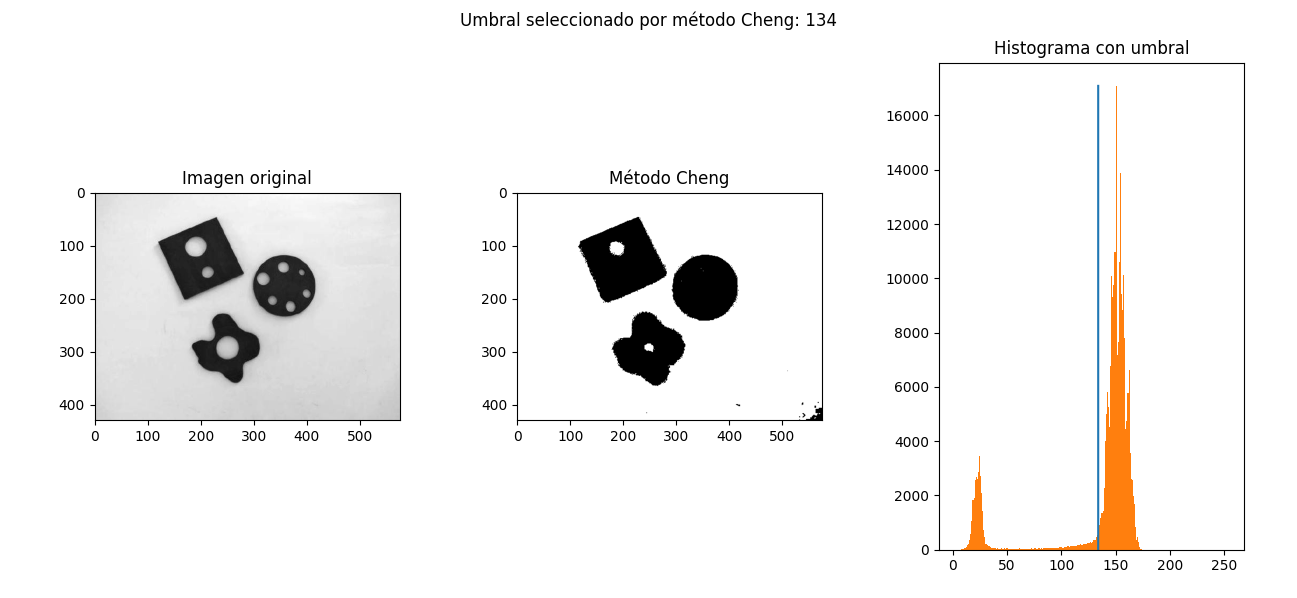 Umbral seleccionado por método Cheng: 134
Imagen original
0
100
200
300
400
0 100 200 300 400 500
Método Cheng
0
100
200
300
400
0 100 200 300 400 500
Histograma con umbral
16000
14000
12000
10000
8000
6000
4000
2000
0
0 50 100 150 200 250